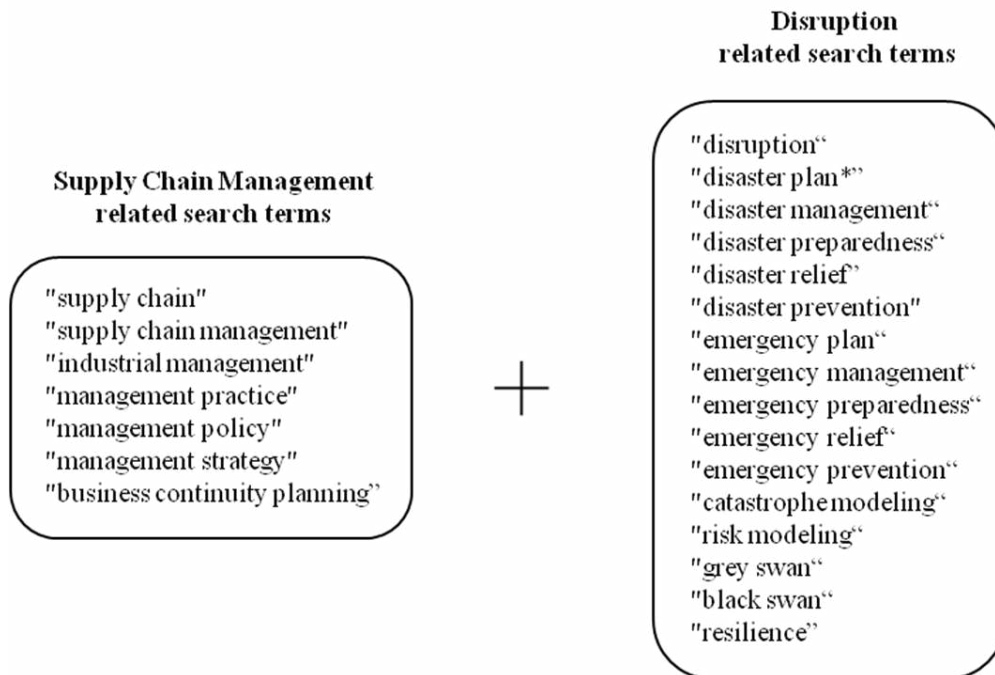 Supply Chain Management
related search terms
"supply chain"
"supply chain management"
"industrial management"
"management practice"
"management policy"
"management strategy"
"business continuity planning”
+
Disruption
related search terms
"disruption“
"disaster plan*”
"disaster management“
"disaster preparedness“
"disaster relief”
"disaster prevention"
"emergency plan“
"emergency management“
"emergency preparedness“
"emergency relief“
"emergency prevention“
"catastrophe modeling“
"risk modeling“
"grey swan“
"black swan“
"resilience”